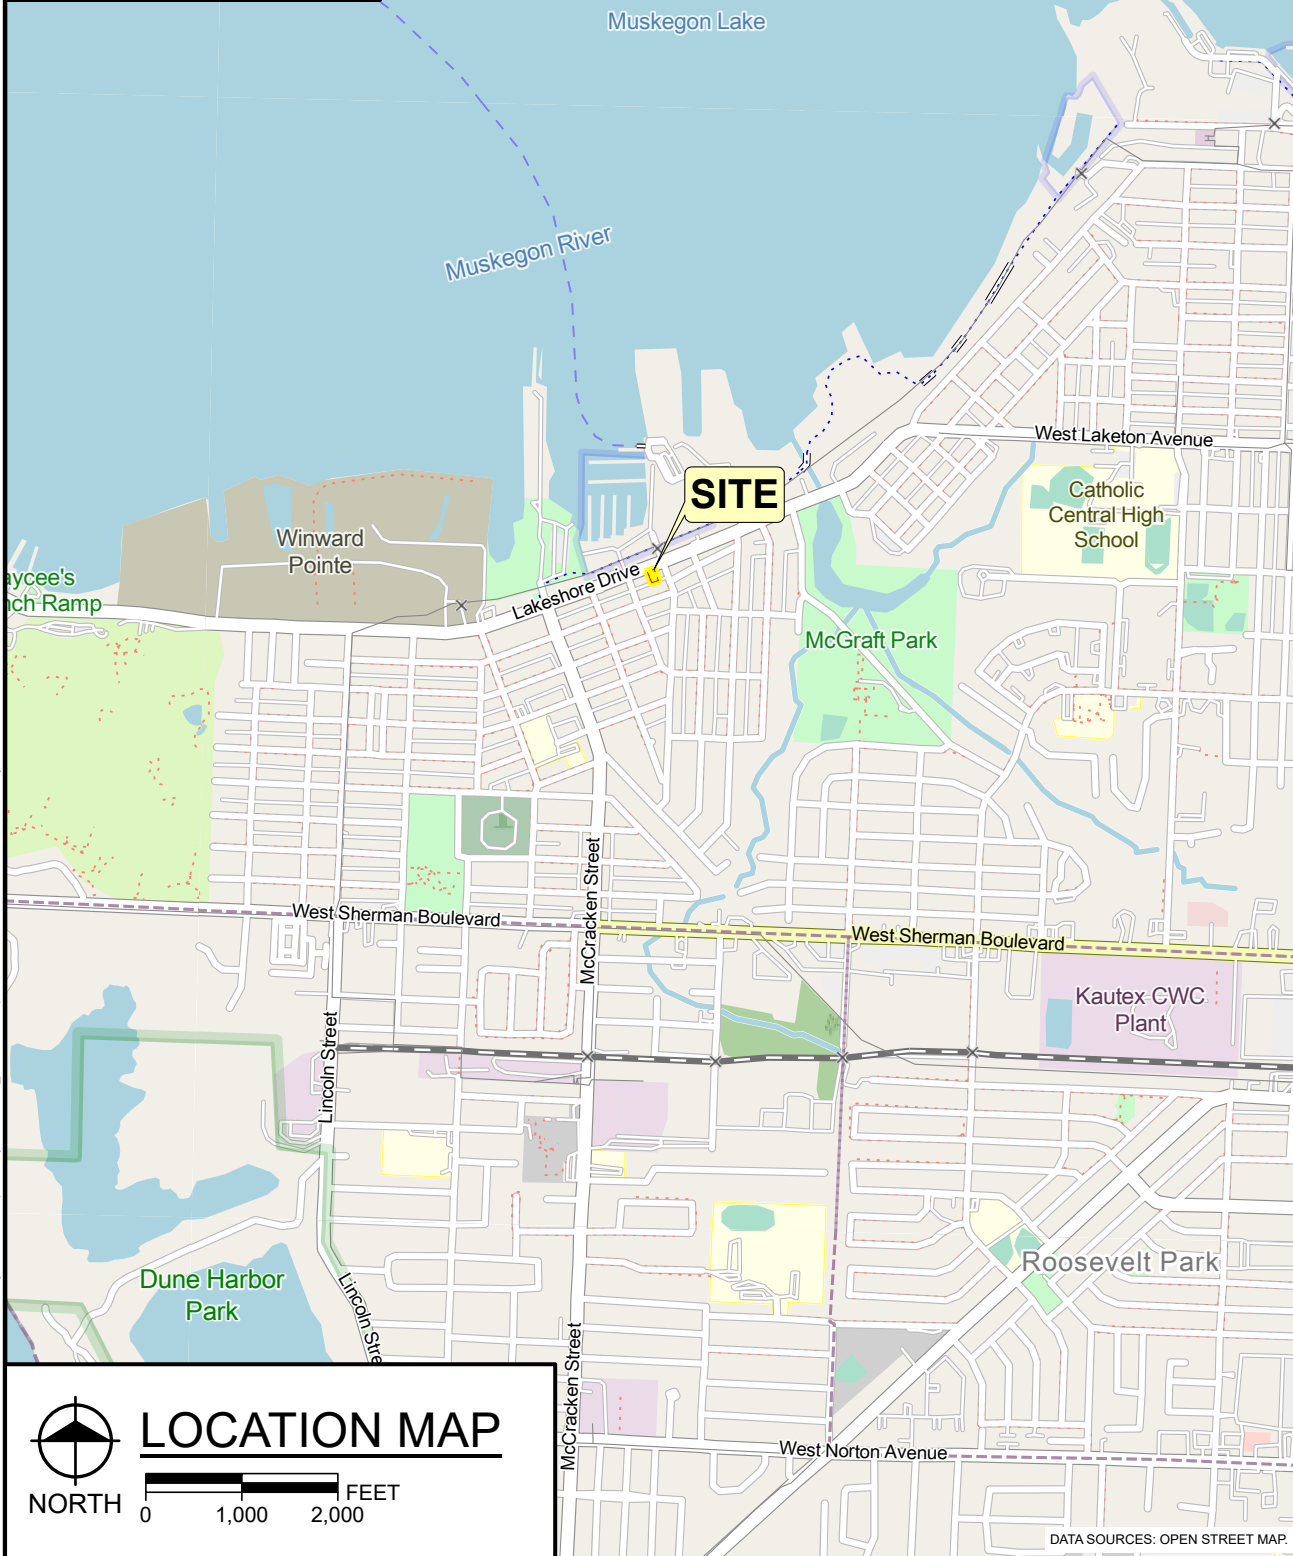 Muskegon Lake
Muskegon River
West Laketon Avenue
SITE
Catholic
Central High
School
Winward
Pointe
aycee's
nch Ramp
Lakeshore Drive
McGraft Park
McCracken Street
West Sherman Boulevard
West Sherman Boulevard
Kautex CWC
Plant
Lincoln Street
Roosevelt Park
Dune Harbor
Park
Lincoln Stre
McCracken Street
West Norton Avenue
LOCATION MAP
NORTH
FEET
0 1,000 2,000
DATA SOURCES: OPEN STREET MAP.